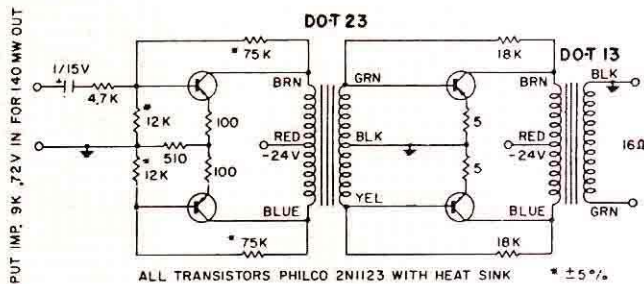 DO-T 23
* 75K
18K
DO-T 13
1/15V
+
4.7K
BRN
GRN
BRN
BLK
*
12K
100
5
510
RED
-24V
BLK
RED
-24V
16Ω
*
12K
100
5
BLUE
YEL
BLUE
GRN
* 75K
18K
PUT IMP, 9K ,72V IN FOR 140 MW OUT
ALL TRANSISTORS PHILCO 2N1123 WITH HEAT SINK * ±5%